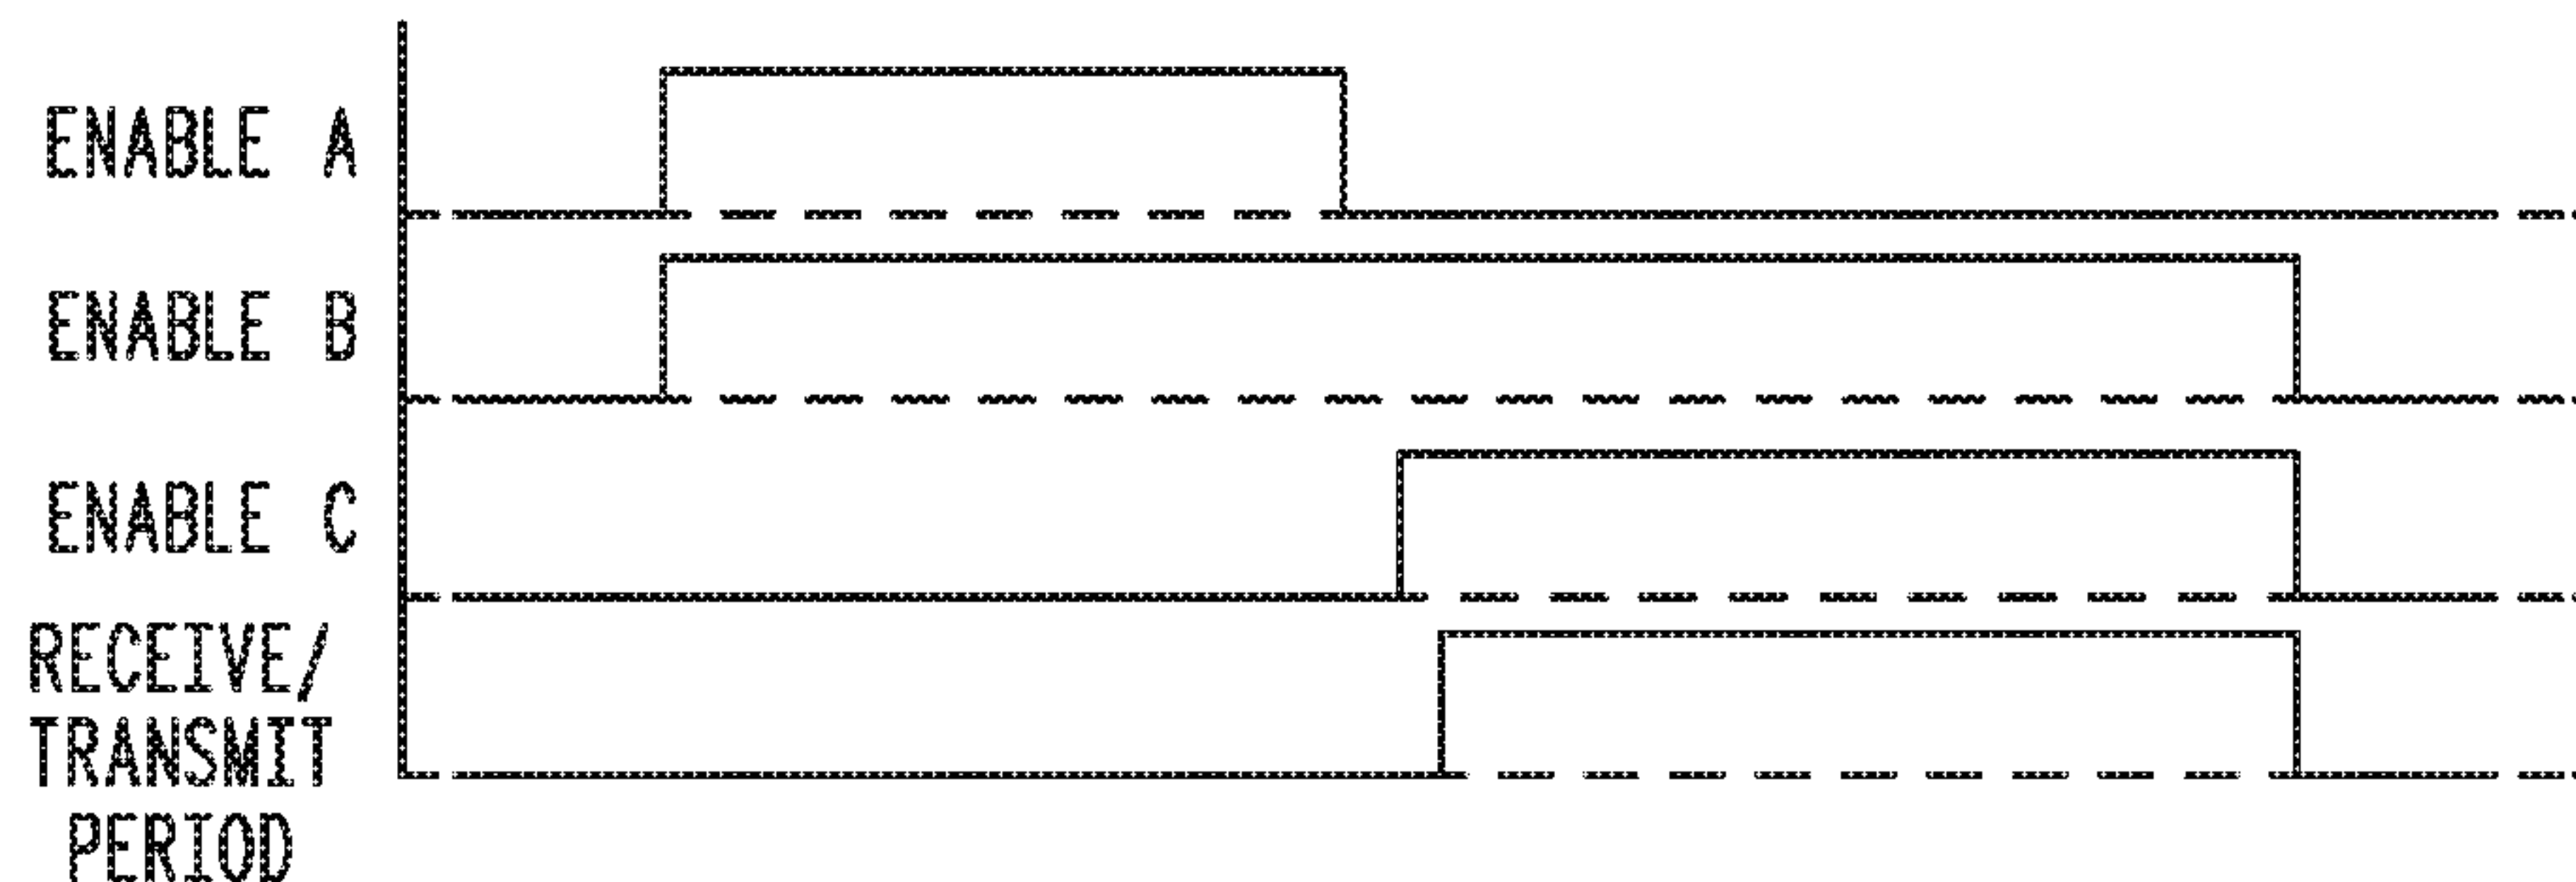 ENABLE A
ENABLE B
ENABLE C
RECEIVE/
TRANSMIT
PERIOD